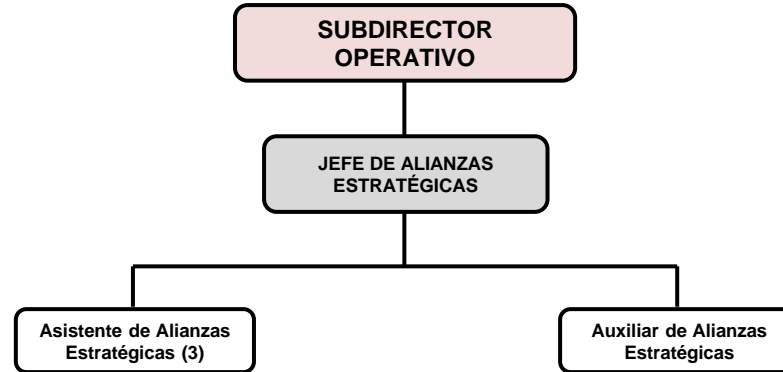 SUBDIRECTOR
OPERATIVO
JEFE DE ALIANZAS
ESTRATÉGICAS
Asistente de Alianzas
Estratégicas (3)
Auxiliar de Alianzas
Estratégicas